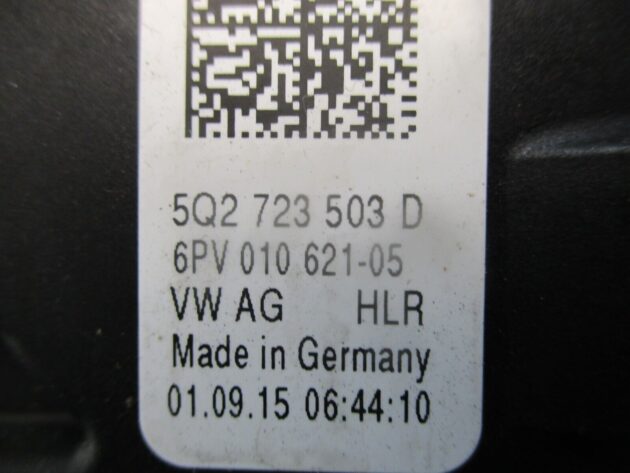 5Q2 723 503 D
6PV 010 621-05
VW AG HLR
Made in Germany
01.09.15 06:44:10